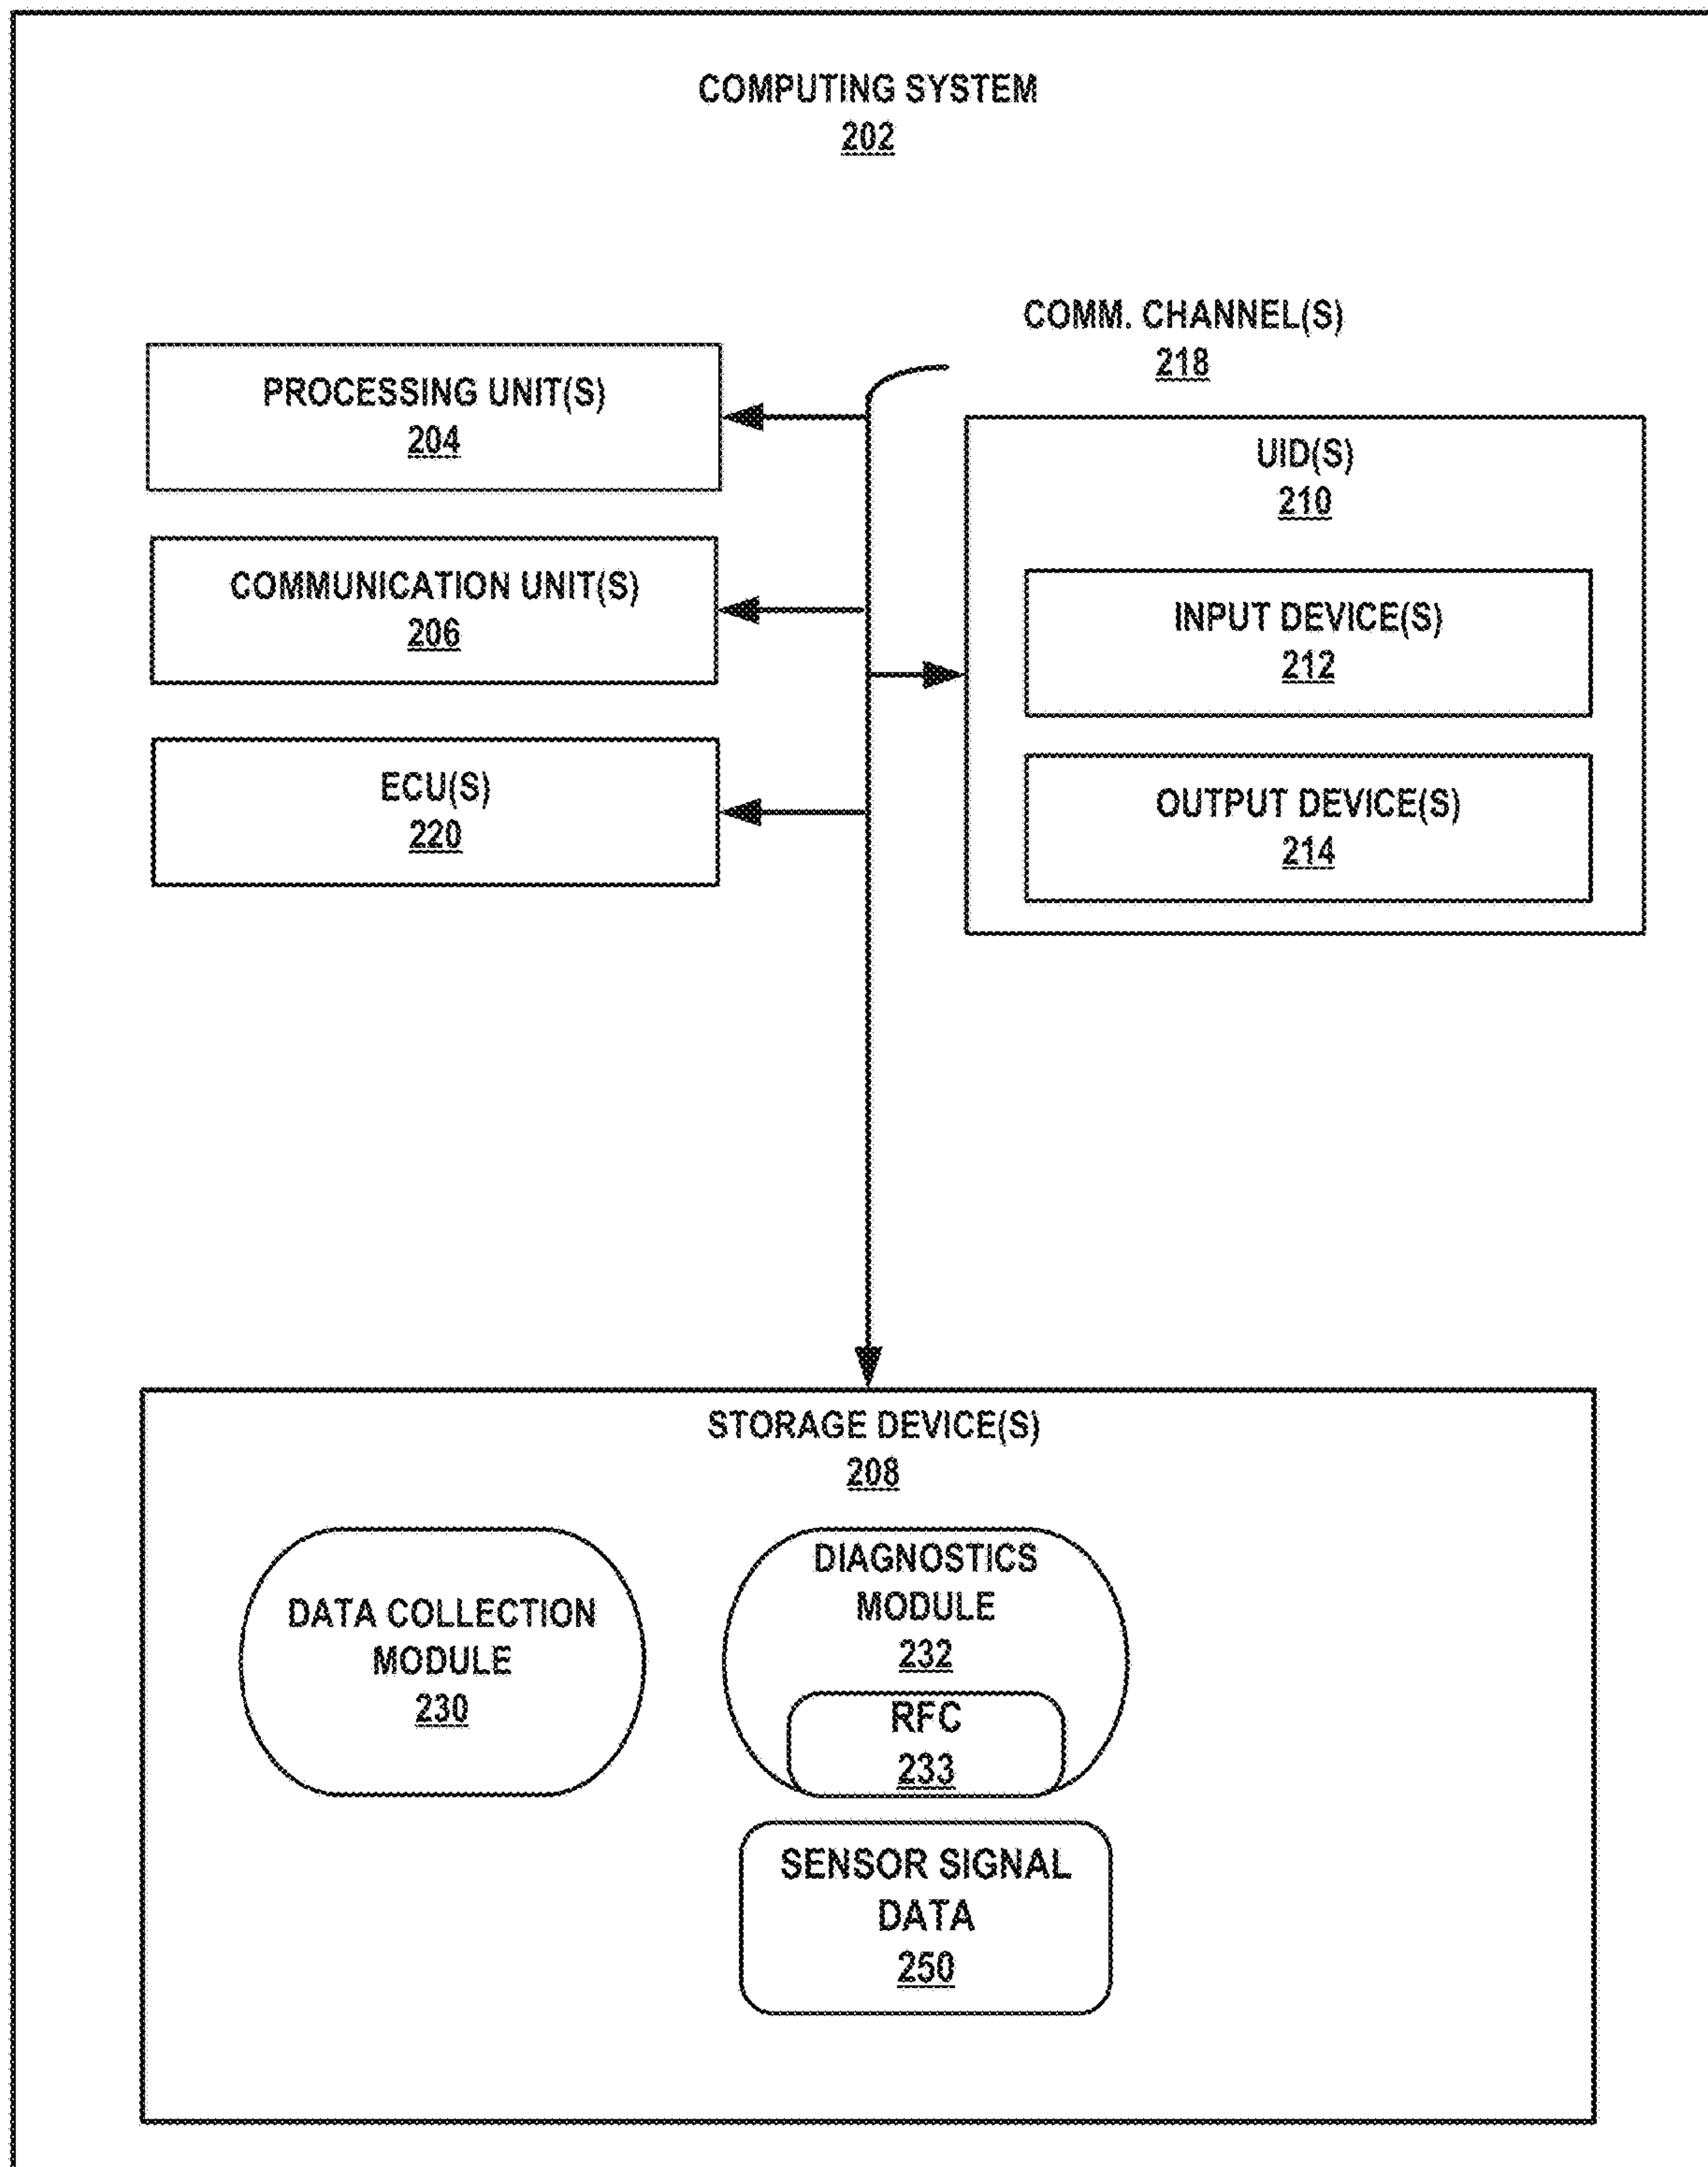 COMPUTING SYSTEM
202
COMM. CHANNEL(S)
218
PROCESSING UNIT(S)
204
COMMUNICATION UNIT(S)
206
ECU(S)
220
UID(S)
210
INPUT DEVICE(S)
212
OUTPUT DEVICE(S)
214
STORAGE DEVICE(S)
208
DATA COLLECTION
MODULE
230
DIAGNOSTICS
MODULE
232
RFC
233
SENSOR SIGNAL
DATA
250